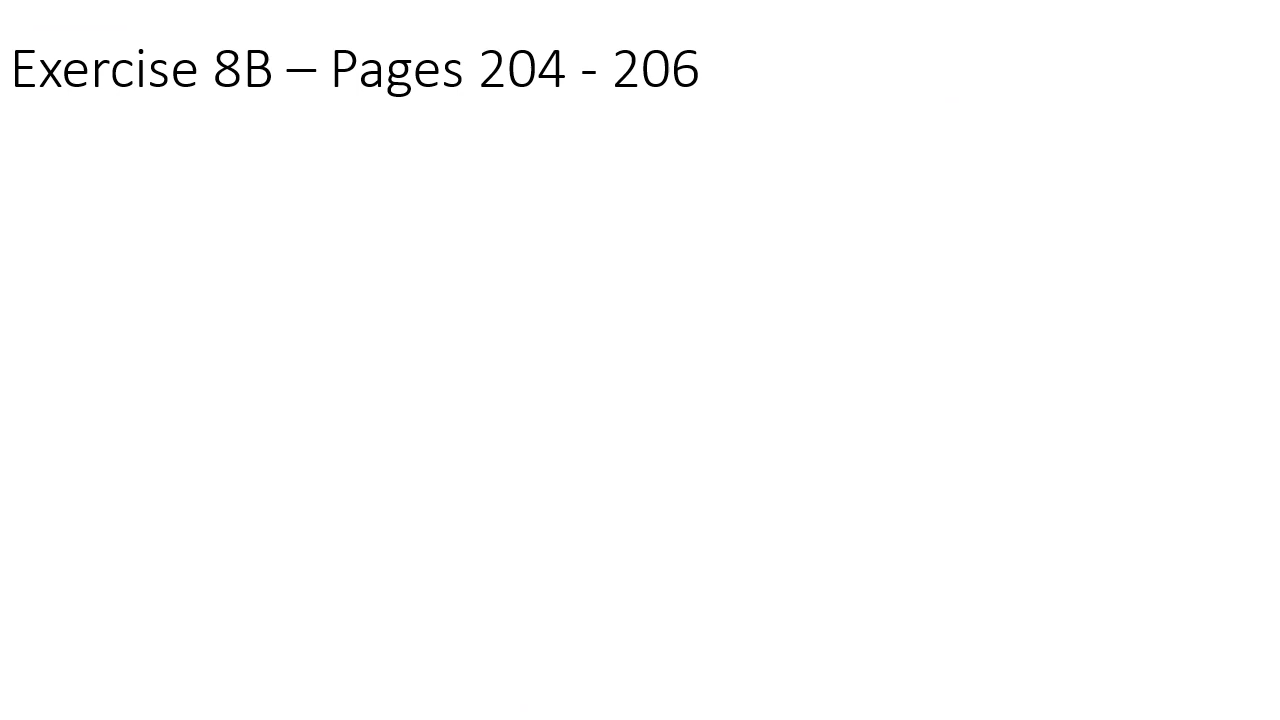 Exercise 8B – Pages 204 - 206